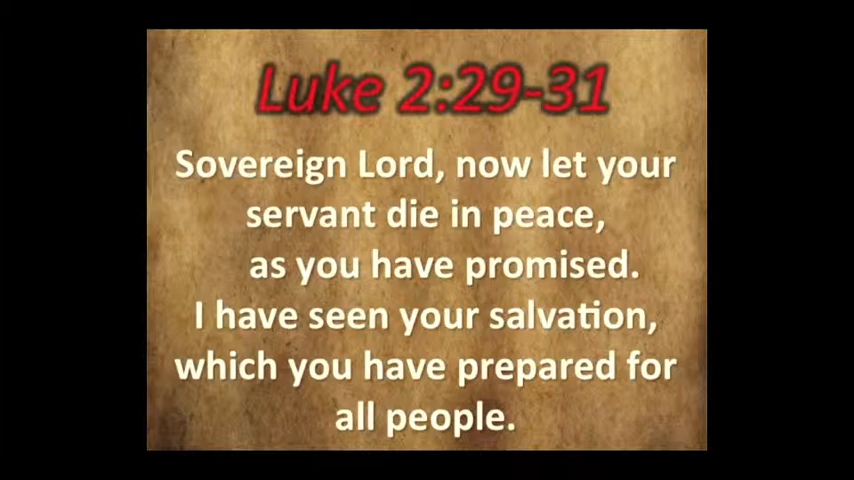 Luke 2:29-31
Sovereign Lord, now let your
servant die in peace,
as you have promised.
I have seen your salvation,
which you have prepared for
all people.